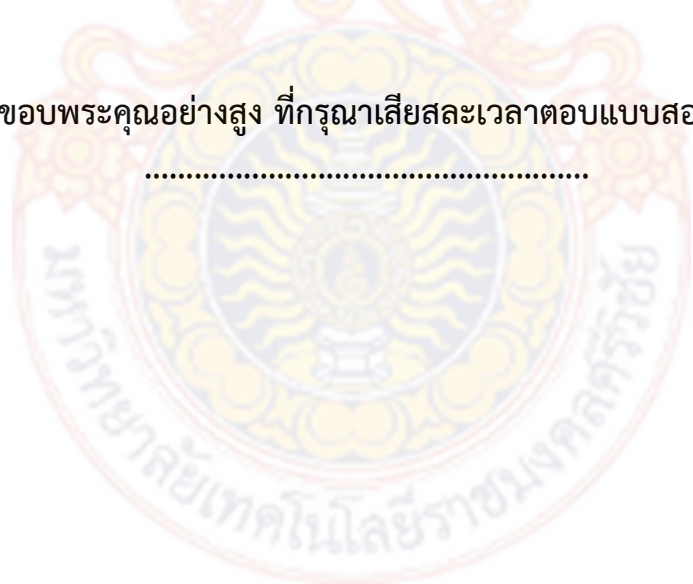 ขอบพระคุณอย่างสูง ที่กรุณาเสียสละเวลาตอบแบบสอ
......................................................
มหาวิทยาลัยเทคโนโลยีราชมงคลศรีวิชัย